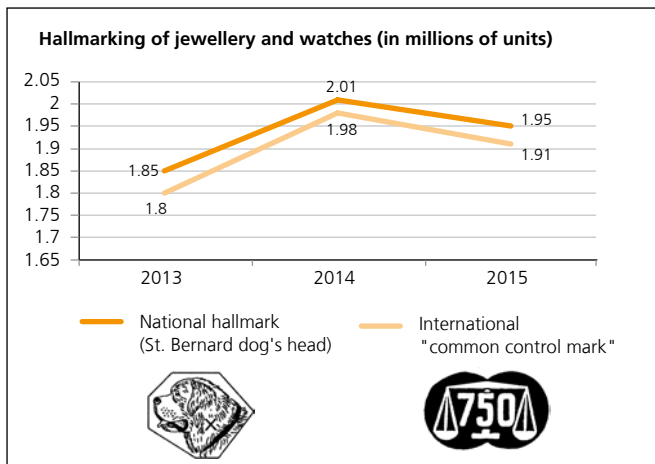 Hallmarking of jewellery and watches (in millions of units)
2.05
2
1.95
1.9
1.85
1.8
1.75
1.7
1.65
2.01
1.98
1.95
1.91
1.85
1.8
2013 2014 2015
National hallmark
(St. Bernard dog's head)
International
"common control mark"
750